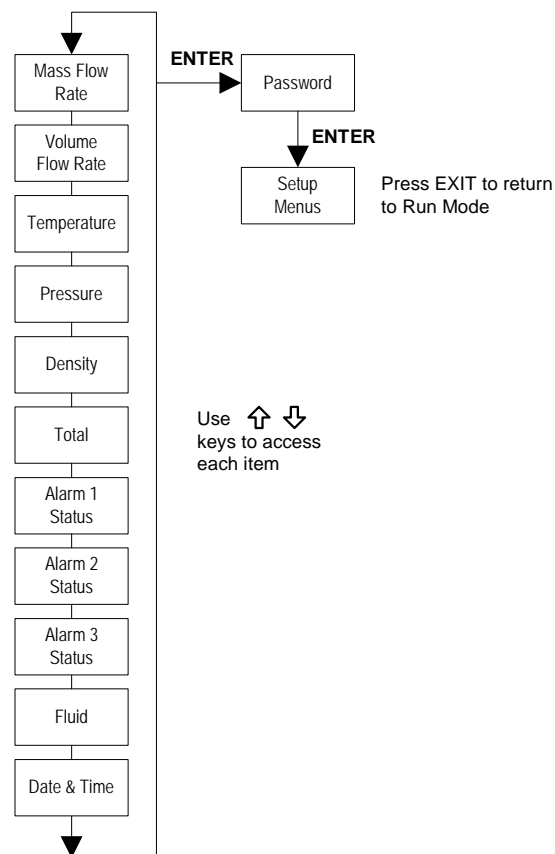 Mass Flow
Rate
Volume
Flow Rate
Temperature
Pressure
Density
Total
Alarm 1
Status
Alarm 2
Status
Alarm 3
Status
Fluid
Date & Time
ENTER
Password
ENTER
Setup
Menus
Press EXIT to return
to Run Mode
Use ⇧ ⇩
keys to access
each item